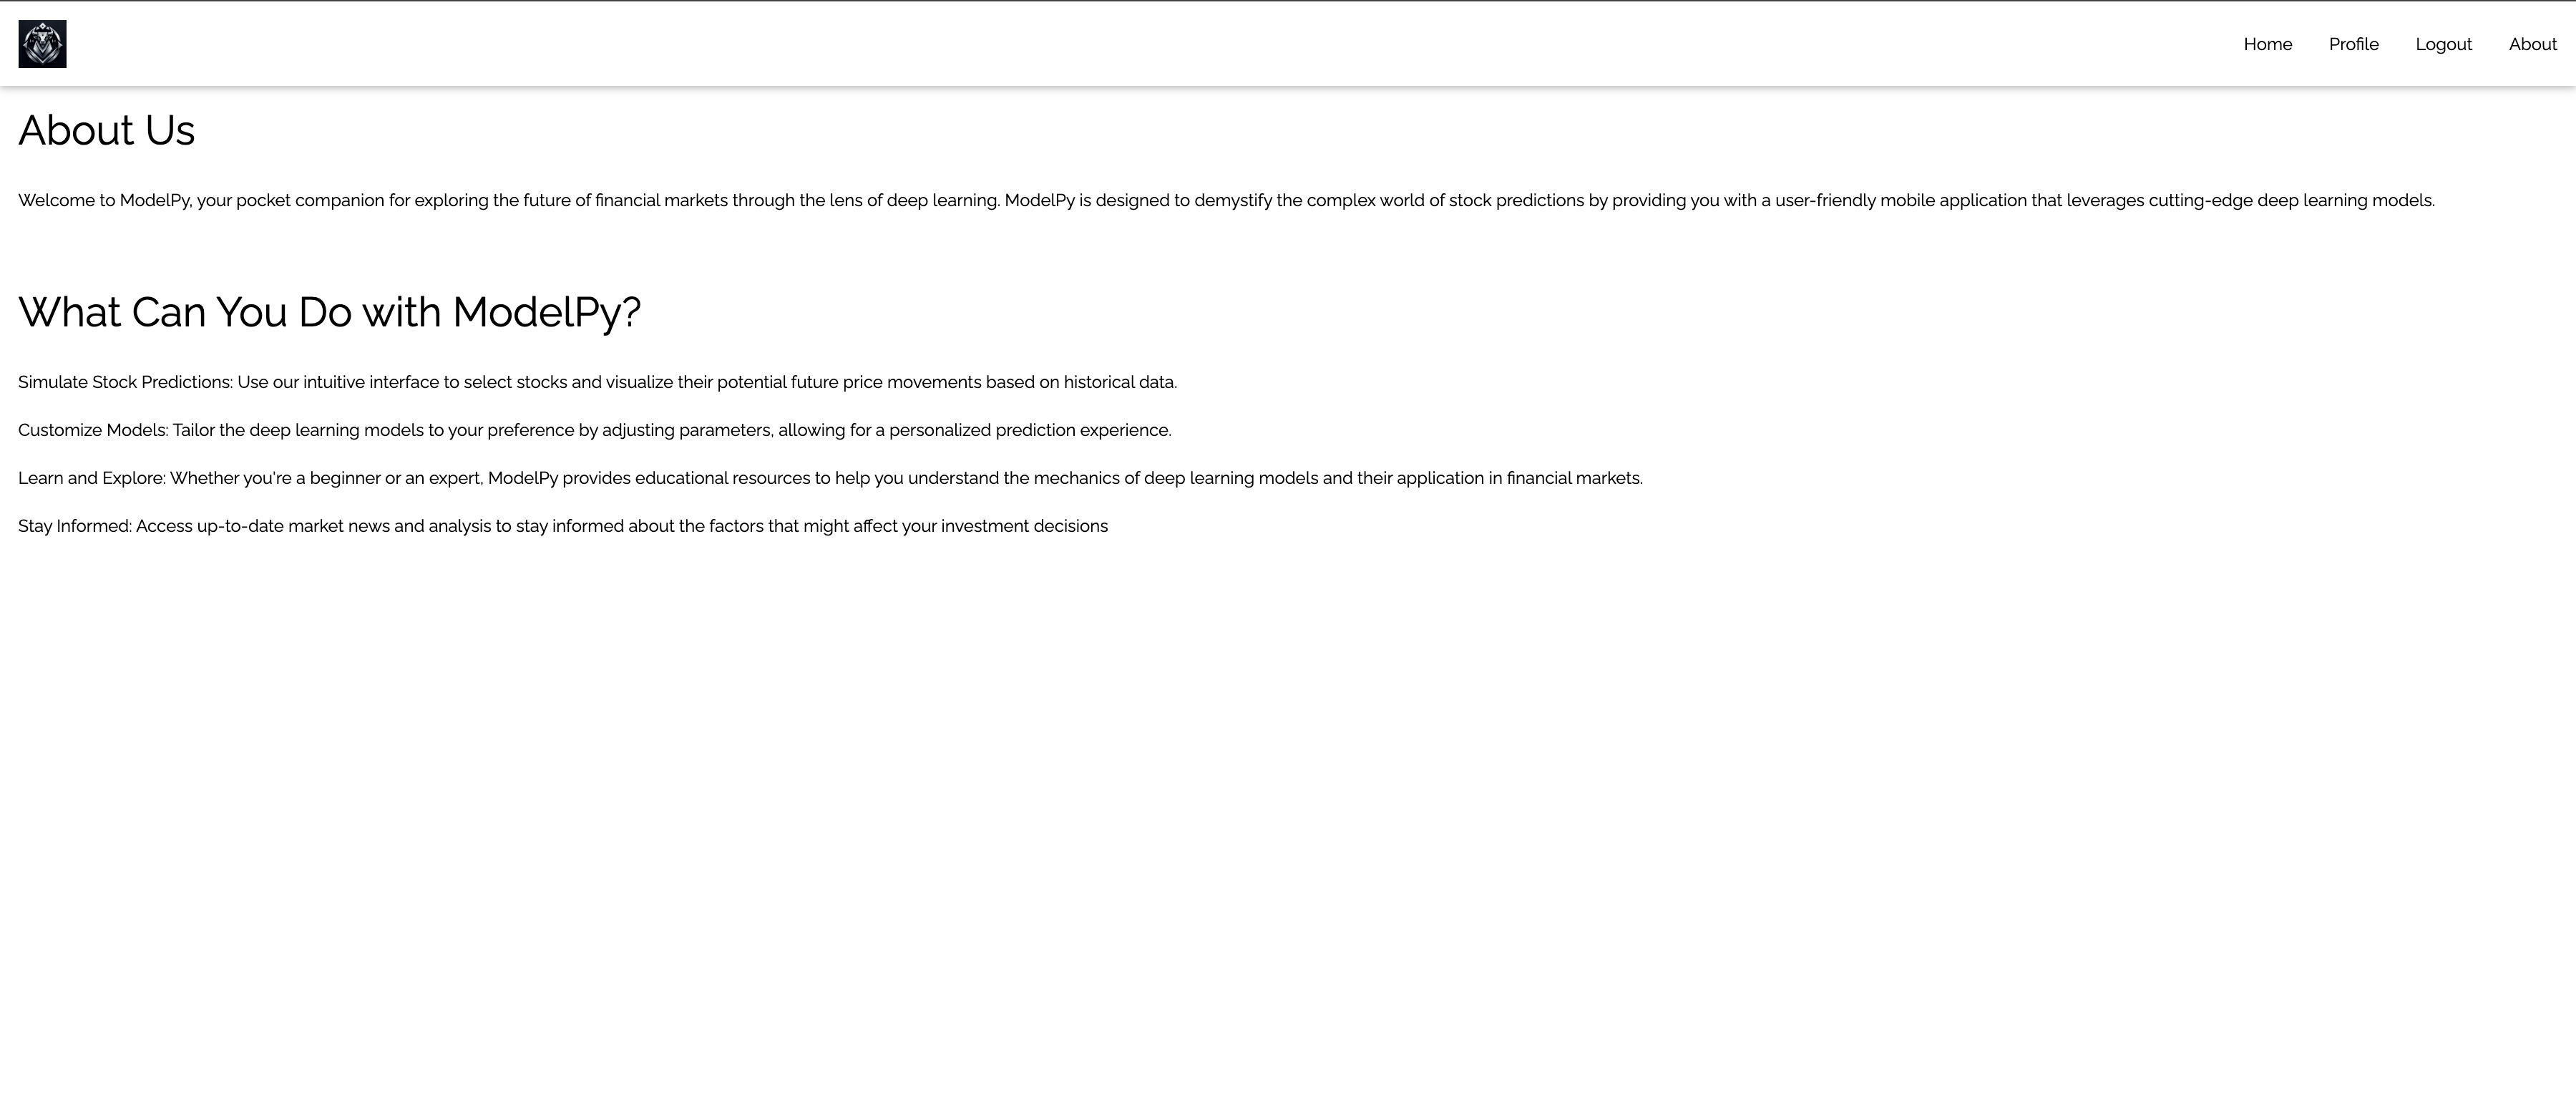 Home Profile Logout About
About Us
Welcome to ModelPy, your pocket companion for exploring the future of financial markets through the lens of deep learning. ModelPy is designed to demystify the complex world of stock predictions by providing you with a user-friendly mobile application that leverages cutting-edge deep learning models.
What Can You Do with ModelPy?
Simulate Stock Predictions: Use our intuitive interface to select stocks and visualize their potential future price movements based on historical data.
Customize Models: Tailor the deep learning models to your preference by adjusting parameters, allowing for a personalized prediction experience.
Learn and Explore: Whether you're a beginner or an expert, ModelPy provides educational resources to help you understand the mechanics of deep learning models and their application in financial markets.
Stay Informed: Access up-to-date market news and analysis to stay informed about the factors that might affect your investment decisions